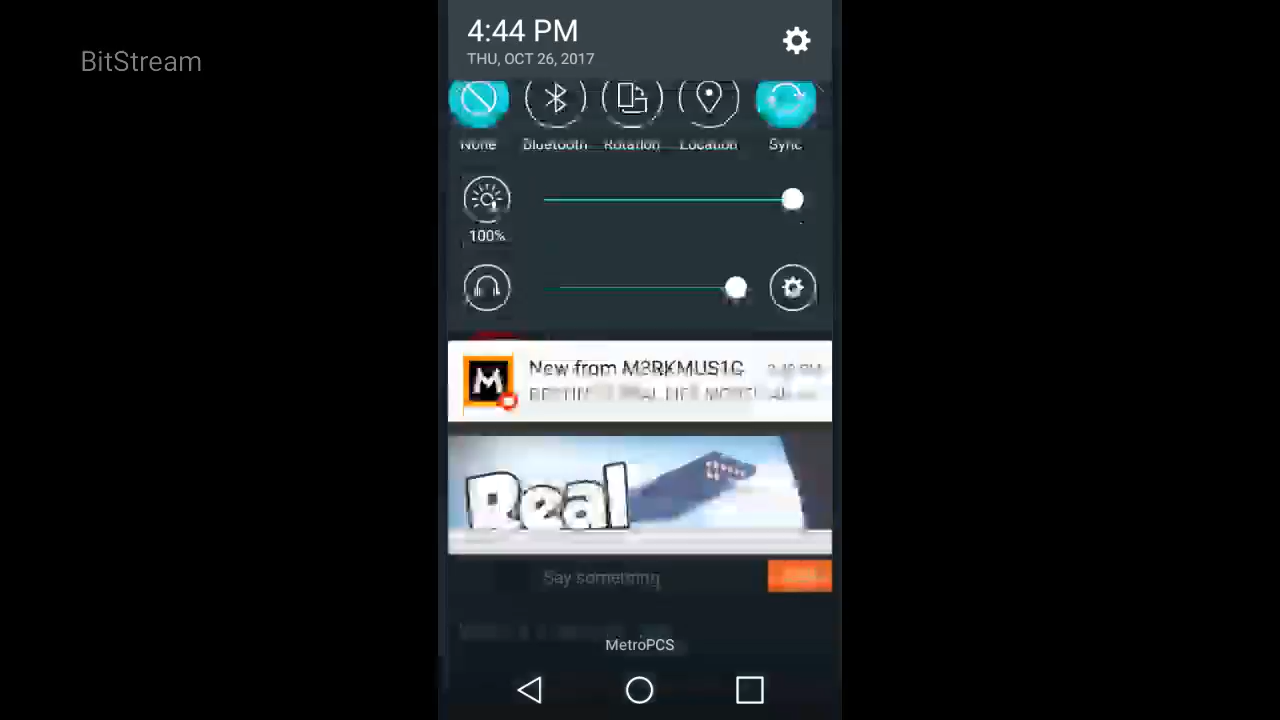 BitStream
4:44 PM
THU, OCT 26, 2017
None Bluetooth Rotation Location Sync
100%
New from M3RKMUS1C
M
Real
Say something
MetroPCS